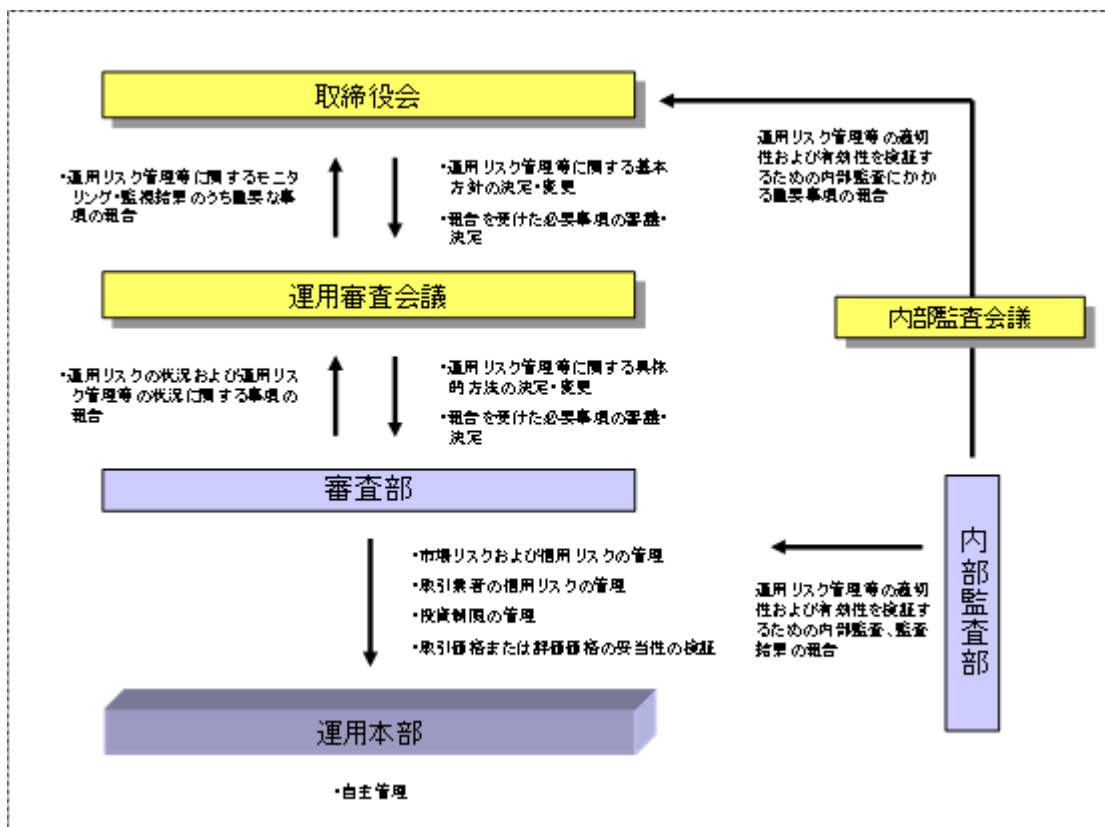 取締役会
・運用リスク管理等に関するモニタ
リング・監視結果のうち重要な事
項の報告
・運用リスク管理等に関する基本
方針の決定・変更
・報告を受けた必要事項の審議・
決定
運用リスク管理等の適切
性および有効性を検証す
るための内部監査にかか
る重要事項の報告
運用審査会議
内部監査会議
・運用リスクの状況および運用リス
ク管理等の状況に関する事項の
報告
・運用リスク管理等に関する具体
的方法の決定・変更
・報告を受けた必要事項の審議・
決定
審査部
・市場リスクおよび信用リスクの管理
・取引業者の信用リスクの管理
・投資制限の管理
・取引価格または評価価格の妥当性の検証
運用リスク管理等の適切
性および有効性を検証す
るための内部監査、監査
結果の報告
内部監査部
運用本部
・自主管理